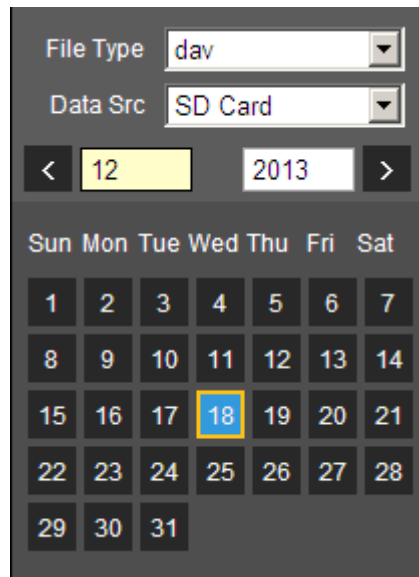 File Type dav
Data Src SD Card
< 12 2013 >
Sun Mon Tue Wed Thu Fri Sat
1 2 3 4 5 6 7
8 9 10 11 12 13 14
15 16 17 18 19 20 21
22 23 24 25 26 27 28
29 30 31